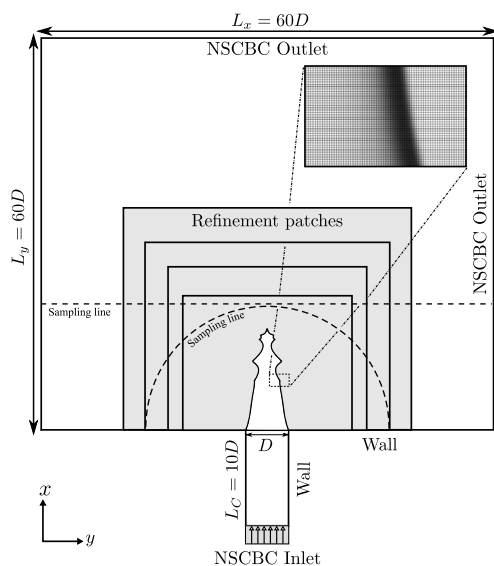 L_x = 60D
NSCBC Outlet
L_y = 60D
NSCBC Outlet
Refinement patches
Sampling line
Sampling line
Wall
D
L_C = 10D
Wall
x
y
NSCBC Inlet